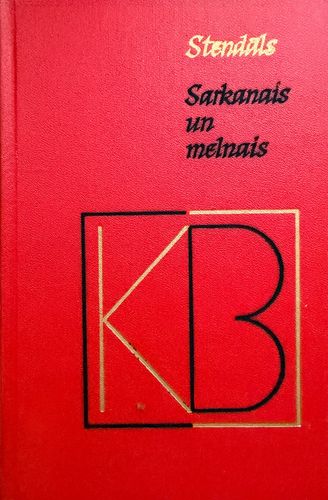 Stendāls
Sarkanais
un
melnais
KB